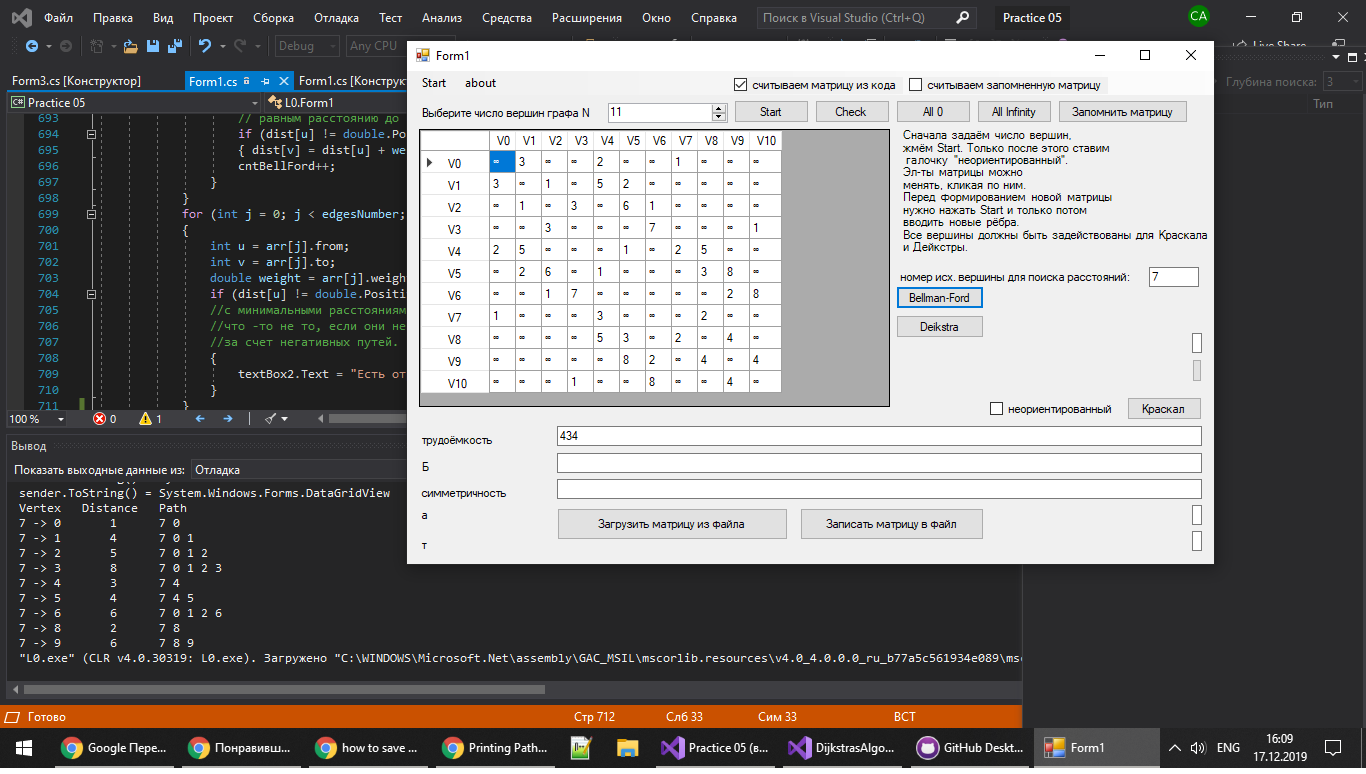 Файл Правка Вид Проект Сборка Отладка Тест Анализ Средства Расширения Окно Справка Поиск в Visual Studio (Ctrl+Q) Practice 05 CA
Debug Any CPU Live Share
Form3.cs [Конструктор] Form1.cs Form1.cs [Конструкт
Practice 05 L0.Form1
693 // равным расстоянию до
694 if (dist[u] != double.Po
695 { dist[v] = dist[u] + we
696 cntBellFord++;
697 }
698 }
699 for (int j = 0; j < edgesNumber;
700 {
701 int u = arr[j].from;
702 int v = arr[j].to;
703 double weight = arr[j].weigh
704 if (dist[u] != double.Positi
705 //с минимальными расстояниям
706 //что -то не то, если они не
707 //за счет негативных путей.
708 {
709 textBox2.Text = "Есть от
710 }
711 }
100 % 0 1
Вывод
Показать выходные данные из: Отладка
sender.ToString() = System.Windows.Forms.DataGridView
Vertex Distance Path
7 -> 0 1 7 0
7 -> 1 4 7 0 1
7 -> 2 5 7 0 1 2
7 -> 3 8 7 0 1 2 3
7 -> 4 3 7 4
7 -> 5 4 7 4 5
7 -> 6 6 7 0 1 2 6
7 -> 8 2 7 8
7 -> 9 6 7 8 9
"L0.exe" (CLR v4.0.30319: L0.exe). Загружено "C:\WINDOWS\Microsoft.Net\assembly\GAC_MSIL\mscorlib.resources\v4.0_4.0.0.0_ru_b77a5c561934e089\msc
Form1
Start about
считываем матрицу из кода считываем запомненную матрицу
Выберите число вершин графа N 11 Start Check All 0 All Infinity Запомнить матрицу
V0 V1 V2 V3 V4 V5 V6 V7 V8 V9 V10
V0 ∞ 3 ∞ ∞ 2 ∞ ∞ 1 ∞ ∞ ∞
V1 3 ∞ 1 ∞ 5 2 ∞ ∞ ∞ ∞ ∞
V2 ∞ 1 ∞ 3 ∞ 6 1 ∞ ∞ ∞ ∞
V3 ∞ ∞ 3 ∞ ∞ ∞ 7 ∞ ∞ ∞ 1
V4 2 5 ∞ ∞ ∞ 1 ∞ 2 5 ∞ ∞
V5 ∞ 2 6 ∞ 1 ∞ ∞ ∞ 3 8 ∞
V6 ∞ ∞ 1 7 ∞ ∞ ∞ ∞ ∞ 2 8
V7 1 ∞ ∞ ∞ 3 ∞ ∞ ∞ 2 ∞ ∞
V8 ∞ ∞ ∞ ∞ 5 3 ∞ 2 ∞ 4 ∞
V9 ∞ ∞ ∞ ∞ ∞ 8 2 ∞ 4 ∞ 4
V10 ∞ ∞ ∞ 1 ∞ ∞ 8 ∞ ∞ 4 ∞
Сначала задаём число вершин,
жмём Start. Только после этого ставим
галочку "неориентированный".
Эл-ты матрицы можно
менять, кликая по ним.
Перед формированием новой матрицы
нужно нажать Start и только потом
вводить новые рёбра.
Все вершины должны быть задействованы для Краскала
и Дейкстры.
номер исх. вершины для поиска расстояний: 7
Bellman-Ford
Deikstra
неориентированный Краскал
трудоёмкость 434
Б
симметричность
а Загрузить матрицу из файла Записать матрицу в файл
т
Глубина поиска: 3
Тип
Готово Стр 712 Слб 33 Сим 33 ВСТ
Google Пере... Понравивш... how to save ... Printing Path... Practice 05 (в... DijkstrasAlgo... GitHub Deskt... Form1 ENG 16:09
17.12.2019